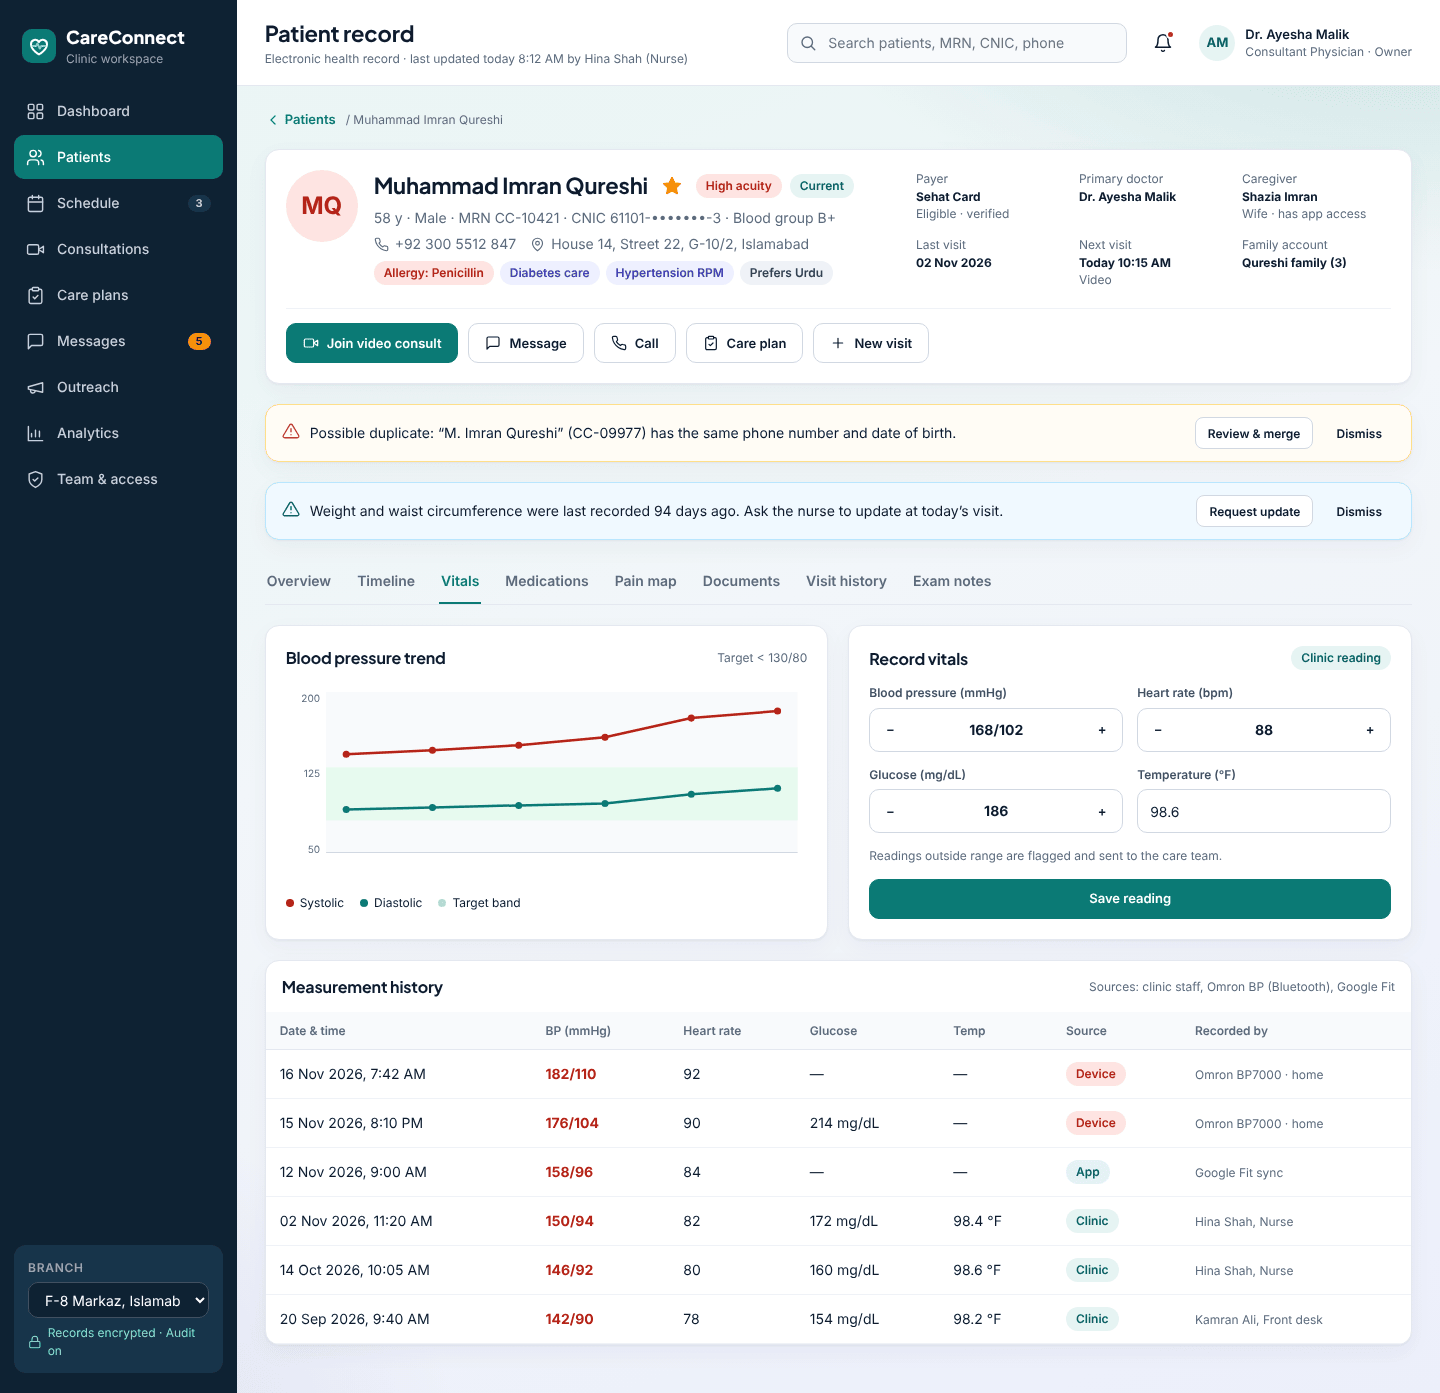 CareConnect
Clinic workspace
Dashboard
Patients
Schedule
3
Consultations
Care plans
Messages
5
Outreach
Analytics
Team & access
BRANCH
F-8 Markaz, Islamab
Records encrypted · Audit
on
Patient record
Electronic health record · last updated today 8:12 AM by Hina Shah (Nurse)
Search patients, MRN, CNIC, phone
AM
Dr. Ayesha Malik
Consultant Physician · Owner
Patients / Muhammad Imran Qureshi
MQ
Muhammad Imran Qureshi
High acuity
Current
58 y · Male · MRN CC-10421 · CNIC 61101-•••••••-3 · Blood group B+
+92 300 5512 847
House 14, Street 22, G-10/2, Islamabad
Allergy: Penicillin
Diabetes care
Hypertension RPM
Prefers Urdu
Payer
Sehat Card
Eligible · verified
Primary doctor
Dr. Ayesha Malik
Caregiver
Shazia Imran
Wife · has app access
Last visit
02 Nov 2026
Next visit
Today 10:15 AM
Video
Family account
Qureshi family (3)
Join video consult
Message
Call
Care plan
New visit
Possible duplicate: “M. Imran Qureshi” (CC-09977) has the same phone number and date of birth.
Review & merge
Dismiss
Weight and waist circumference were last recorded 94 days ago. Ask the nurse to update at today’s visit.
Request update
Dismiss
Overview
Timeline
Vitals
Medications
Pain map
Documents
Visit history
Exam notes
Blood pressure trend
Target < 130/80
200
125
50
Systolic
Diastolic
Target band
Record vitals
Clinic reading
Blood pressure (mmHg)
− 168/102 +
Heart rate (bpm)
− 88 +
Glucose (mg/dL)
− 186 +
Temperature (°F)
98.6
Readings outside range are flagged and sent to the care team.
Save reading
Measurement history
Sources: clinic staff, Omron BP (Bluetooth), Google Fit
Date & time BP (mmHg) Heart rate Glucose Temp Source Recorded by
16 Nov 2026, 7:42 AM 182/110 92 — — Device Omron BP7000 · home
15 Nov 2026, 8:10 PM 176/104 90 214 mg/dL — Device Omron BP7000 · home
12 Nov 2026, 9:00 AM 158/96 84 — — App Google Fit sync
02 Nov 2026, 11:20 AM 150/94 82 172 mg/dL 98.4 °F Clinic Hina Shah, Nurse
14 Oct 2026, 10:05 AM 146/92 80 160 mg/dL 98.6 °F Clinic Hina Shah, Nurse
20 Sep 2026, 9:40 AM 142/90 78 154 mg/dL 98.2 °F Clinic Kamran Ali, Front desk